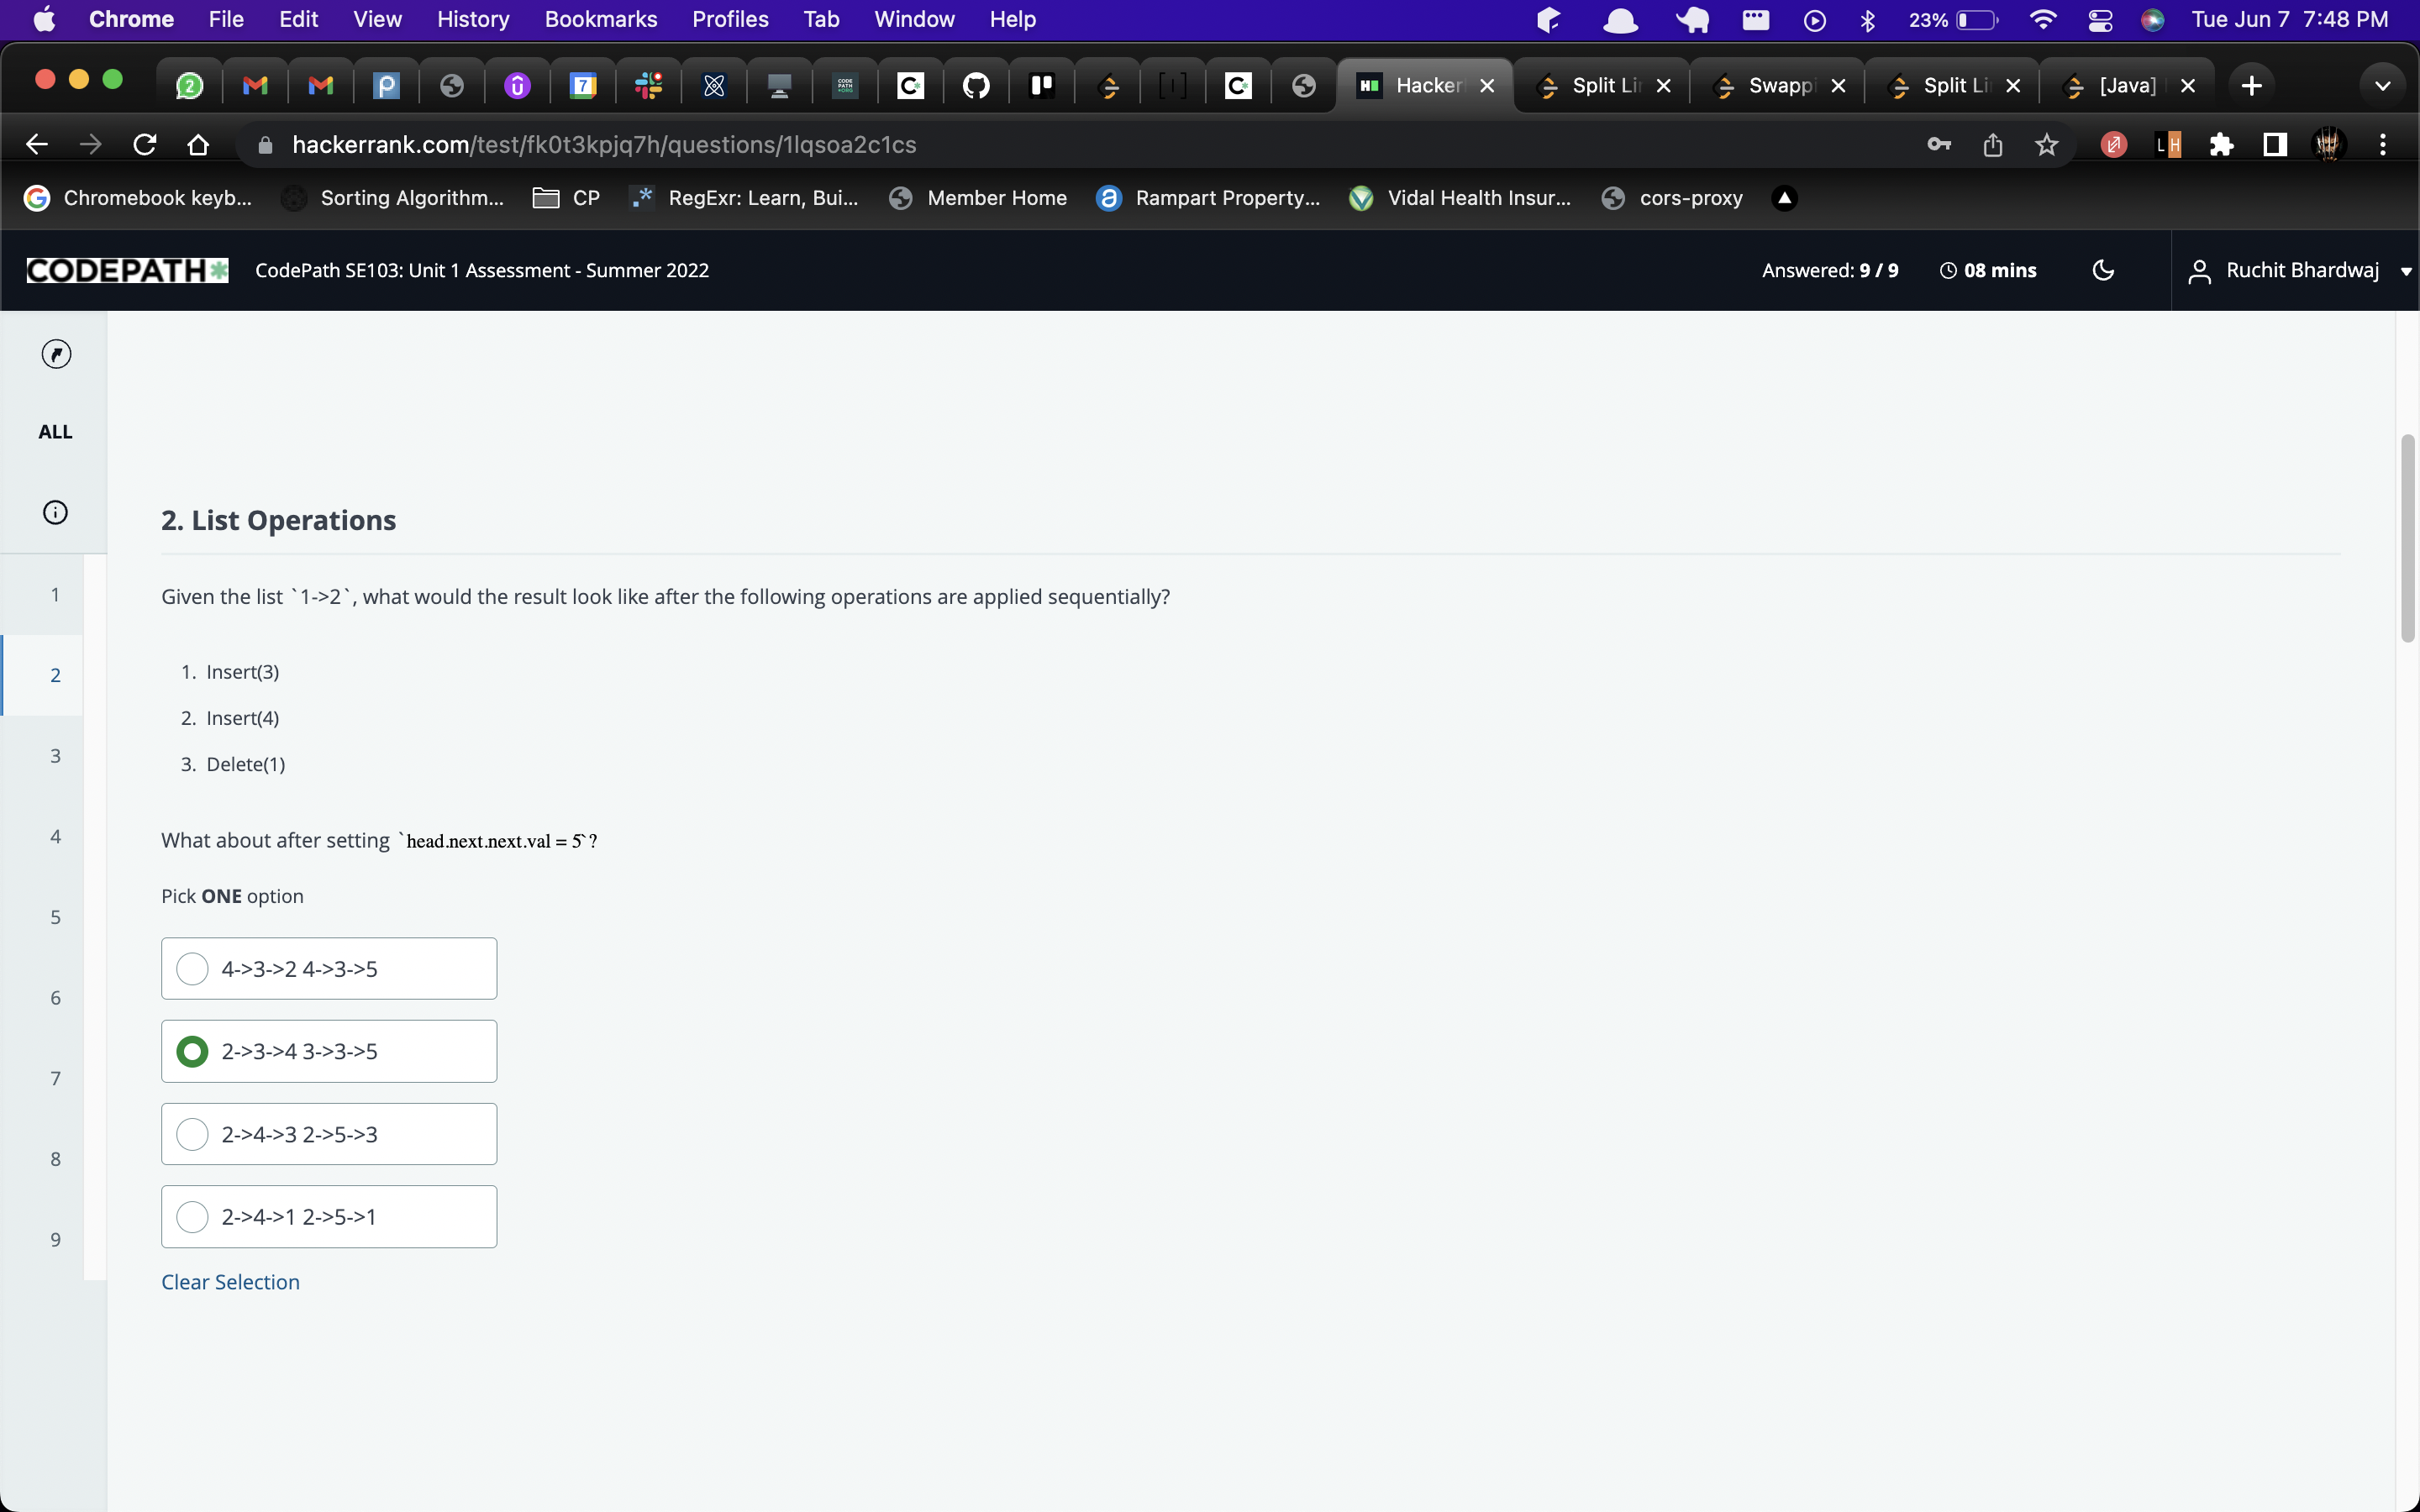 Chrome File Edit View History Bookmarks Profiles Tab Window Help 23% Tue Jun 7 7:48 PM
2 7 CODE PATH Hacker Split Li Swappi Split Li [Java]
hackerrank.com/test/fk0t3kpjq7h/questions/1lqsoa2c1cs LH
Chromebook keyb... Sorting Algorithm... CP RegExr: Learn, Bui... Member Home Rampart Property... Vidal Health Insur... cors-proxy
CODEPATH* CodePath SE103: Unit 1 Assessment - Summer 2022 Answered: 9 / 9 08 mins Ruchit Bhardwaj
ALL
2. List Operations
1
Given the list `1->2`, what would the result look like after the following operations are applied sequentially?
2
1. Insert(3)
2. Insert(4)
3
3. Delete(1)
4
What about after setting `head.next.next.val = 5`?
Pick ONE option
5
4->3->2 4->3->5
6
2->3->4 3->3->5
7
2->4->3 2->5->3
8
2->4->1 2->5->1
9
Clear Selection